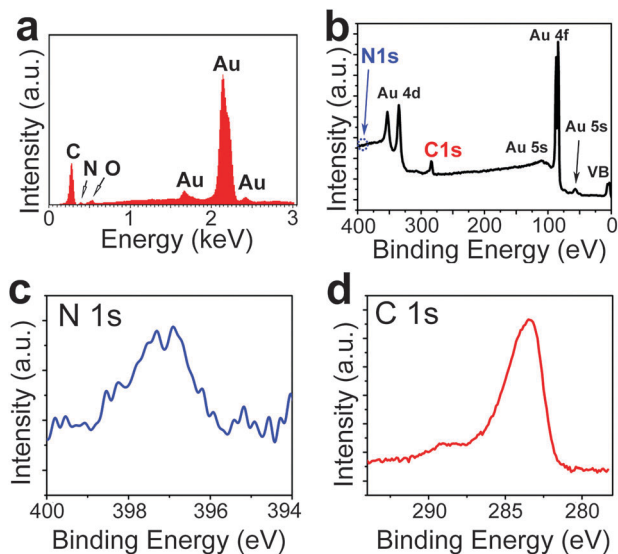 a
Intensity (a.u.)
C
N
O
Au
Au
Au
0 1 2 3
Energy (keV)
b
Intensity (a.u.)
N1s
Au 4d
C1s
Au 5s
Au 4f
Au 5s
VB
400 300 200 100 0
Binding Energy (eV)
c
N 1s
Intensity (a.u.)
400 398 396 394
Binding Energy (eV)
d
C 1s
Intensity (a.u.)
290 285 280
Binding Energy (eV)